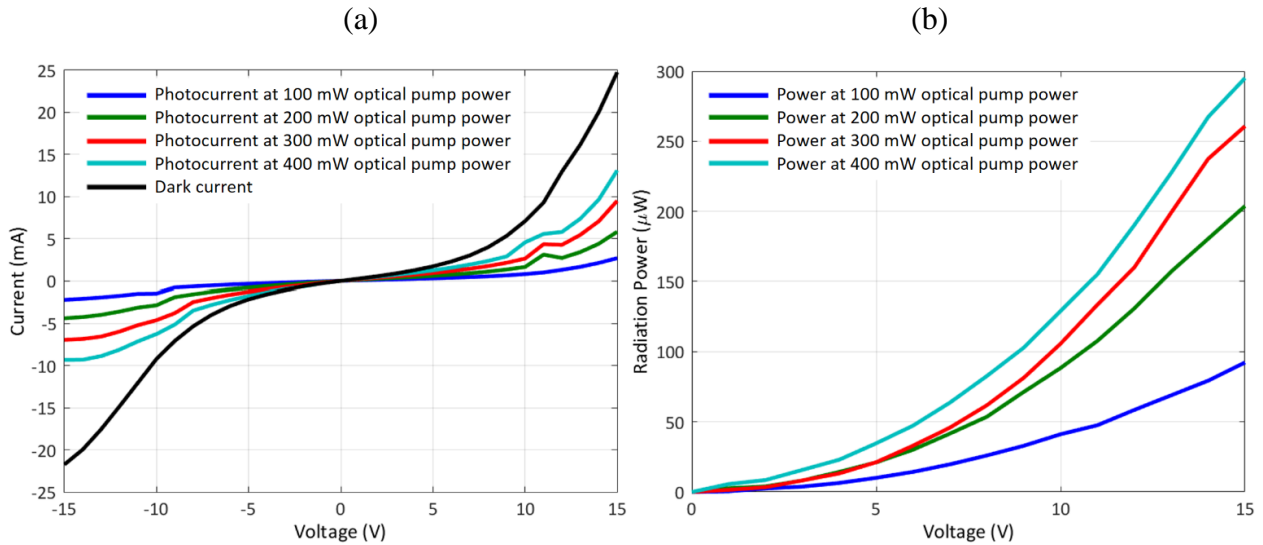 (a)
(b)
25
20
15
10
5
0
-5
-10
-15
-20
-25
Current (mA)
Photocurrent at 100 mW optical pump power
Photocurrent at 200 mW optical pump power
Photocurrent at 300 mW optical pump power
Photocurrent at 400 mW optical pump power
Dark current
-15
-10
-5
0
5
10
15
Voltage (V)
300
250
200
150
100
50
0
Radiation Power (μW)
Power at 100 mW optical pump power
Power at 200 mW optical pump power
Power at 300 mW optical pump power
Power at 400 mW optical pump power
0
5
10
15
Voltage (V)